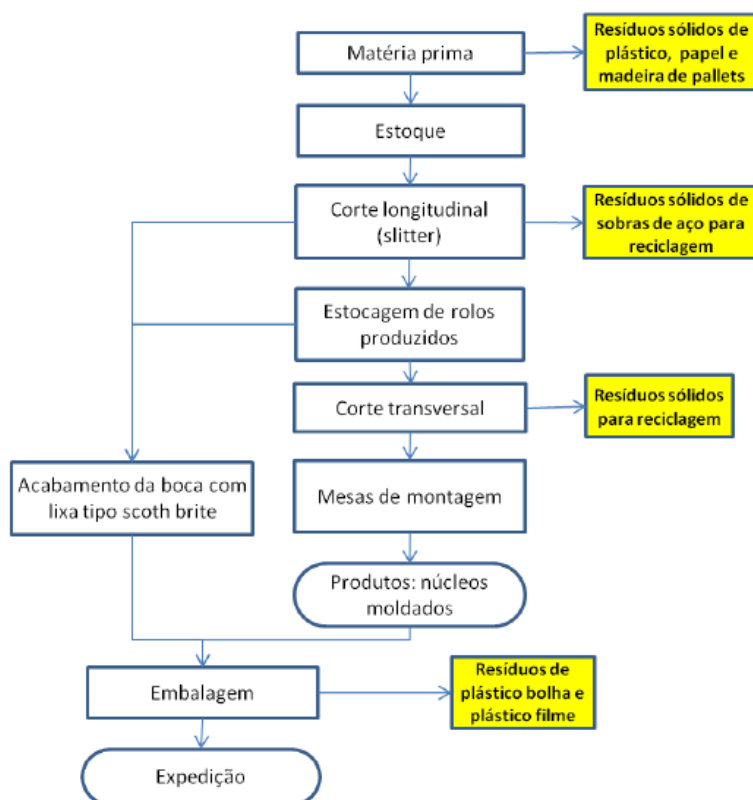 Matéria prima
Resíduos sólidos de
plástico, papel e
madeira de pallets
Estoque
Corte longitudinal
(slitter)
Resíduos sólidos de
sobras de aço para
reciclagem
Estocagem de rolos
produzidos
Corte transversal
Resíduos sólidos
para reciclagem
Acabamento da boca com
lixa tipo scoth brite
Mesas de montagem
Produtos: núcleos
moldados
Embalagem
Resíduos de
plástico bolha e
plástico filme
Expedição